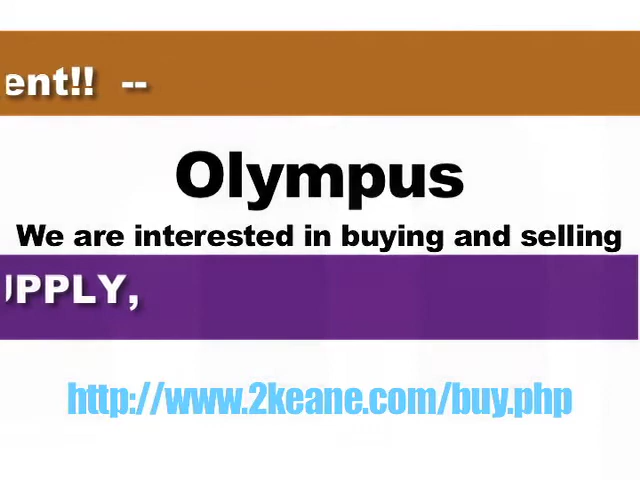 ent!! --
Olympus
We are interested in buying and selling
UPPLY,
http://www.2keane.com/buy.php